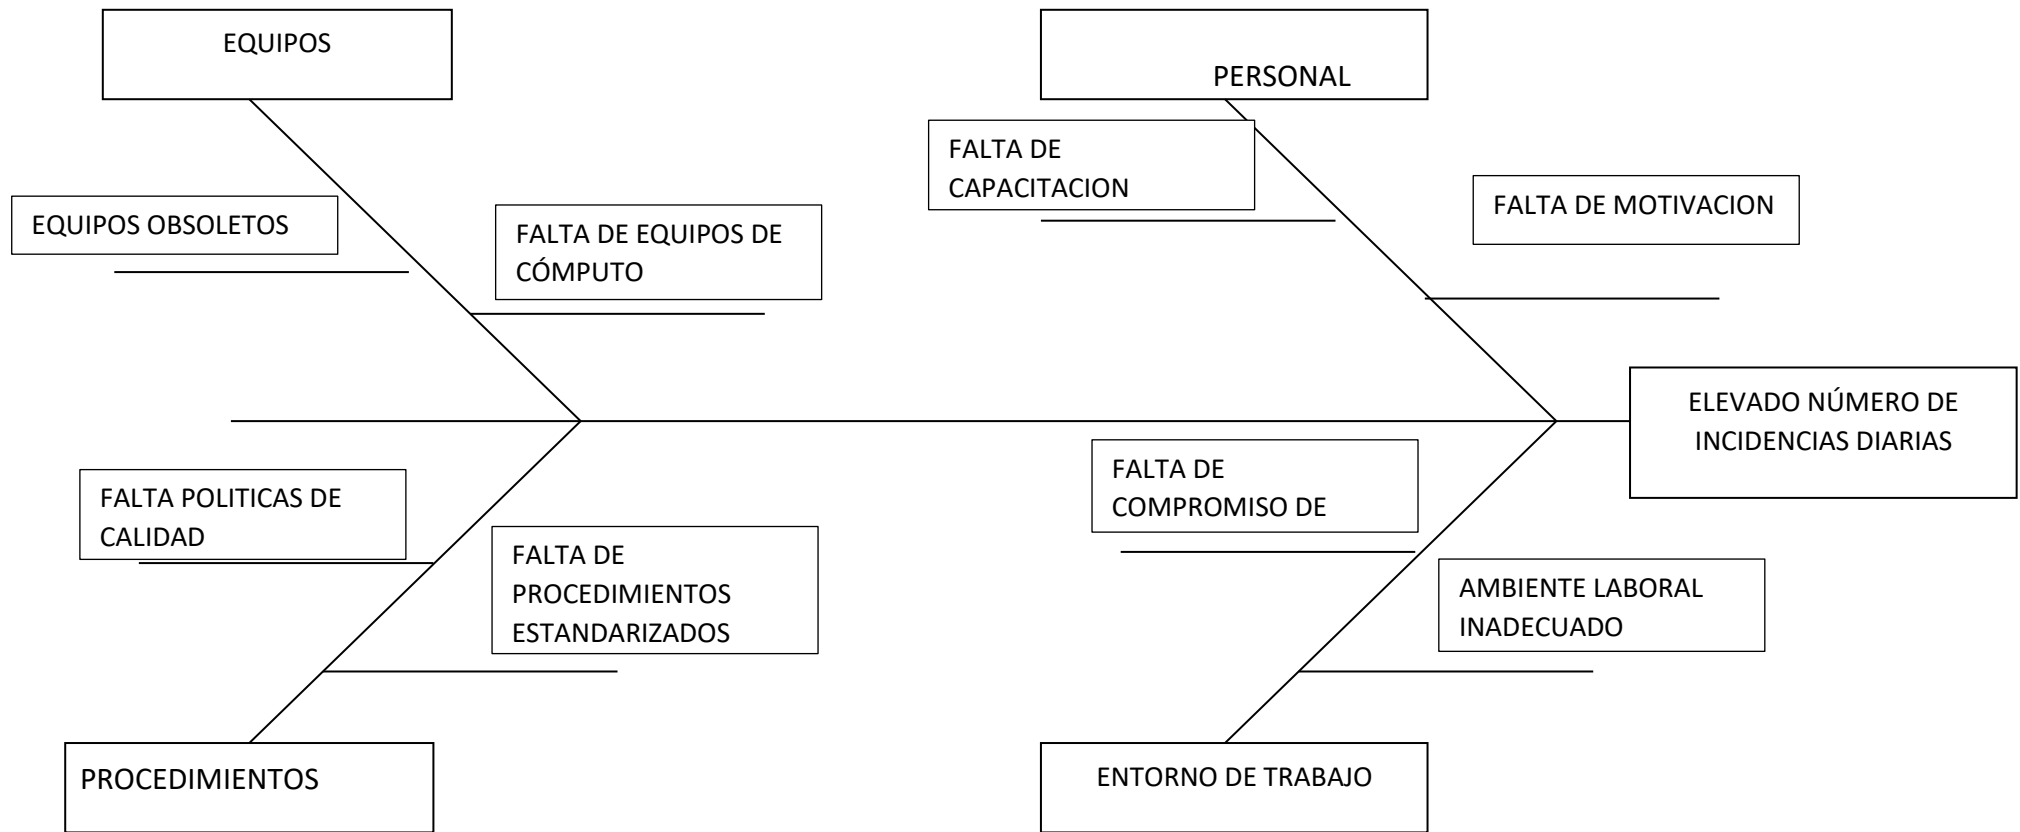 EQUIPOS
PERSONAL
FALTA DE
CAPACITACION
FALTA DE MOTIVACION
EQUIPOS OBSOLETOS
FALTA DE EQUIPOS DE
CÓMPUTO
ELEVADO NÚMERO DE
INCIDENCIAS DIARIAS
FALTA POLITICAS DE
CALIDAD
FALTA DE
PROCEDIMIENTOS
ESTANDARIZADOS
FALTA DE
COMPROMISO DE
AMBIENTE LABORAL
INADECUADO
PROCEDIMIENTOS
ENTORNO DE TRABAJO